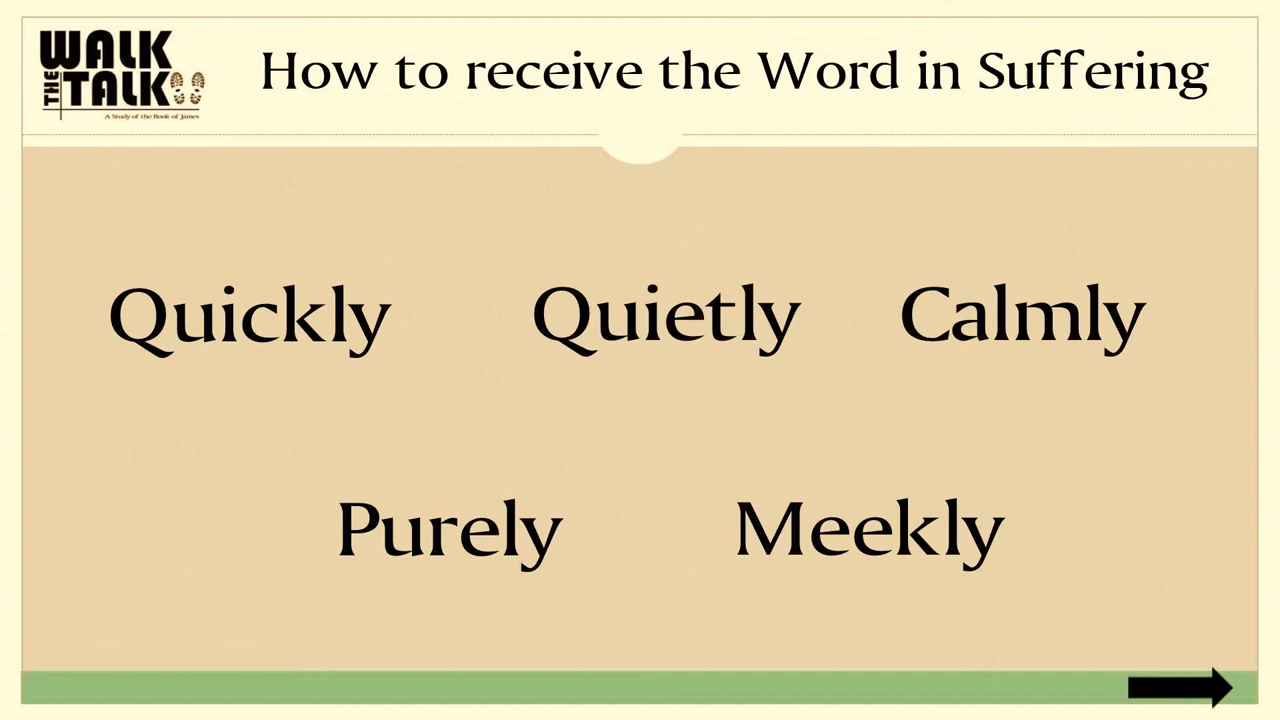 WALK
THE TALK
A Study of the Book of James
How to receive the Word in Suffering
Quickly Quietly Calmly
Purely Meekly